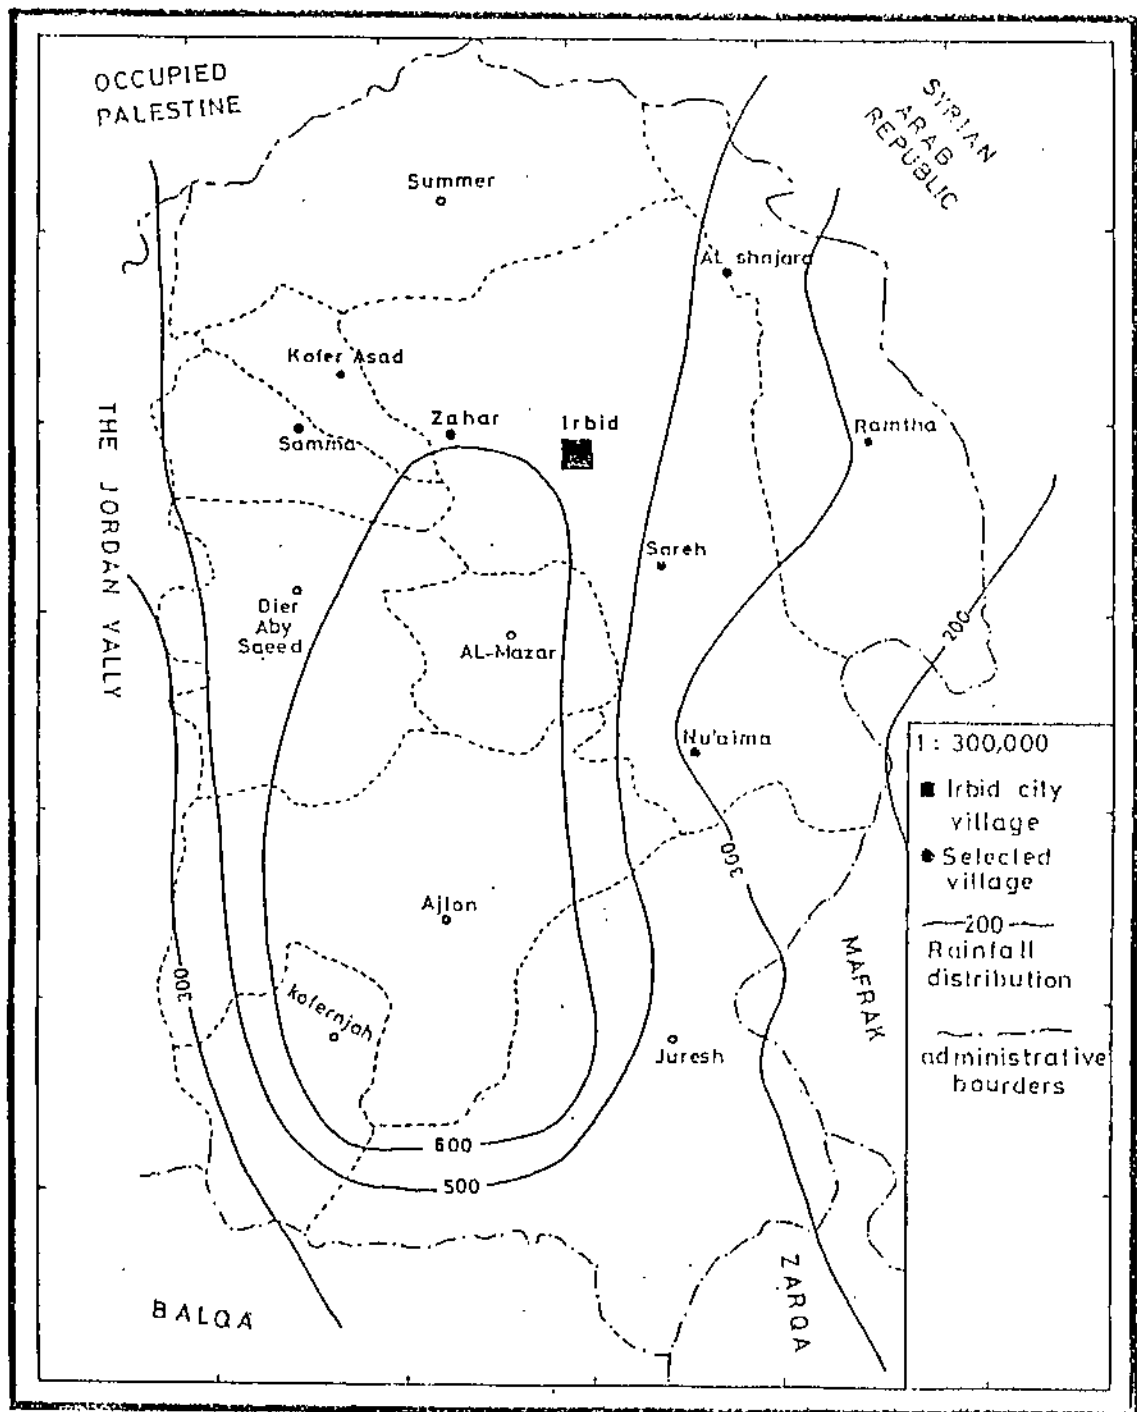 OCCUPIED
PALESTINE
SYRIAN
ARAB
REPUBLIC
Summer
AL shajara
Kofer Asad
Zahar
Irbid
Samma
Ramtha
THE JORDAN VALLY
Sareh
Dier
Aby
Saeed
AL-Mazar
200
Nu'aima
1 : 300,000
Irbid city
village
Selected
village
200
Rainfall
distribution
administrative
bourders
300
Ajlon
MAFRAK
300
kofernjah
Juresh
600
500
BALQA
ZARQA